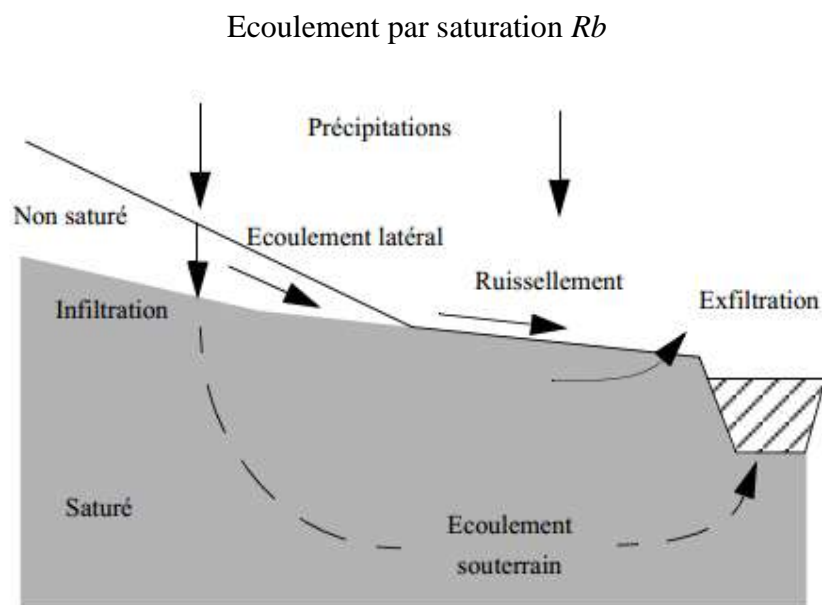 Ecoulement par saturation Rb
Précipitations
Non saturé
Ecoulement latéral
Ruissellement
Exfiltration
Infiltration
Saturé
Ecoulement
souterrain